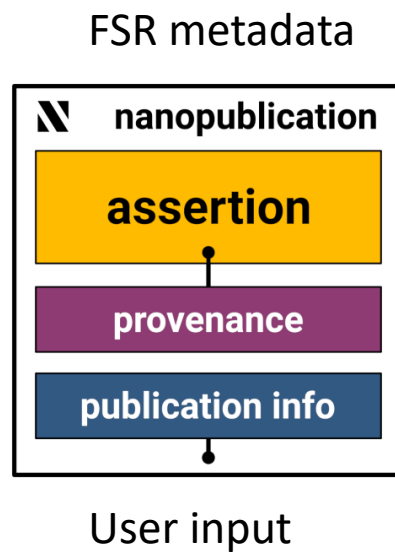 FSR metadata
nanopublication
assertion
provenance
publication info
User input